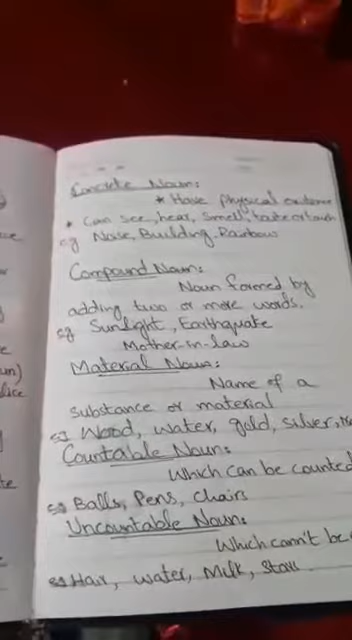 Concrete Noun:
* Have physical existence
* Can see, hear, smell, taste or touch
eg Nose, Building, Rainbow
Compound Noun:
Noun formed by
adding two or more words.
eg Sunlight, Earthquake
Mother-in-law
Material Noun:
Name of a
substance or material
eg Wood, water, gold, silver,
Countable Noun:
Which can be counted
eg Balls, Pens, Chairs
Uncountable Noun:
Which cann't be
eg Hair, water, Milk,